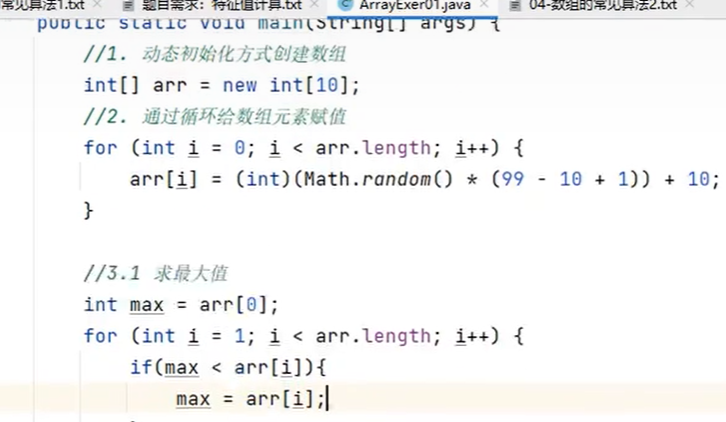 常见算法1.txt 题目需求：特征值计算.txt ArrayExer01.java 04-数组的常见算法2.txt
public static void main(String[] args) {
//1. 动态初始化方式创建数组
int[] arr = new int[10];
//2. 通过循环给数组元素赋值
for (int i = 0; i < arr.length; i++) {
arr[i] = (int)(Math.random() * (99 - 10 + 1)) + 10;
}
//3.1 求最大值
int max = arr[0];
for (int i = 1; i < arr.length; i++) {
if(max < arr[i]){
max = arr[i];